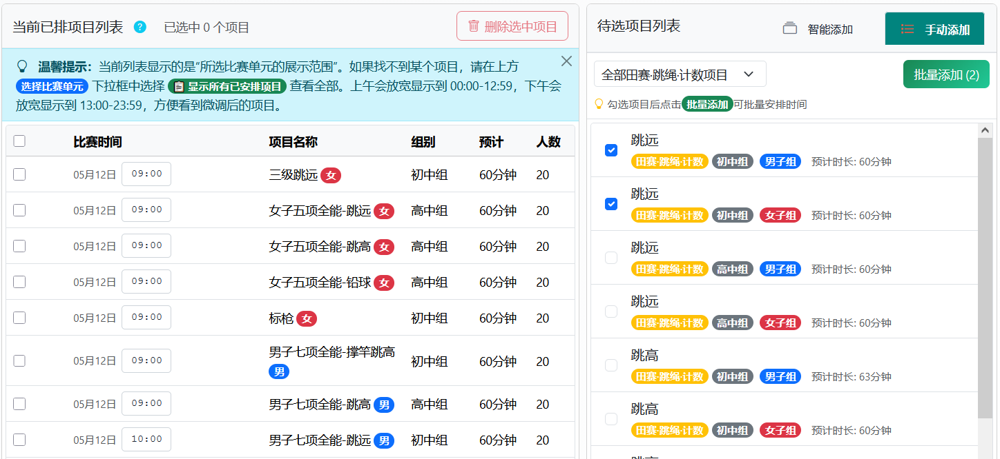 当前已排项目列表 ? 已选中 0 个项目 删除选中项目
温馨提示：当前列表显示的是“所选比赛单元的展示范围”。如果找不到某个项目，请在上方
选择比赛单元 下拉框中选择 显示所有已安排项目 查看全部。上午会放宽显示到 00:00-12:59，下午会
放宽显示到 13:00-23:59，方便看到微调后的项目。
比赛时间 项目名称 组别 预计 人数
05月12日 09:00 三级跳远 女 初中组 60分钟 20
05月12日 09:00 女子五项全能-跳远 女 高中组 60分钟 20
05月12日 09:00 女子五项全能-跳高 女 高中组 60分钟 20
05月12日 09:00 女子五项全能-铅球 女 高中组 60分钟 20
05月12日 09:00 标枪 女 初中组 60分钟 20
05月12日 09:00 男子七项全能-撑竿跳高 男 初中组 60分钟 20
05月12日 09:00 男子七项全能-跳高 男 高中组 60分钟 20
05月12日 10:00 男子七项全能-跳远 男 初中组 60分钟 20
待选项目列表 智能添加 手动添加
全部田赛·跳绳·计数项目 批量添加 (2)
勾选项目后点击批量添加可批量安排时间
跳远
田赛·跳绳·计数 初中组 男子组 预计时长: 60分钟
跳远
田赛·跳绳·计数 初中组 女子组 预计时长: 60分钟
跳远
田赛·跳绳·计数 高中组 男子组 预计时长: 60分钟
跳远
田赛·跳绳·计数 高中组 女子组 预计时长: 60分钟
跳高
田赛·跳绳·计数 初中组 男子组 预计时长: 63分钟
跳高
田赛·跳绳·计数 初中组 女子组 预计时长: 60分钟